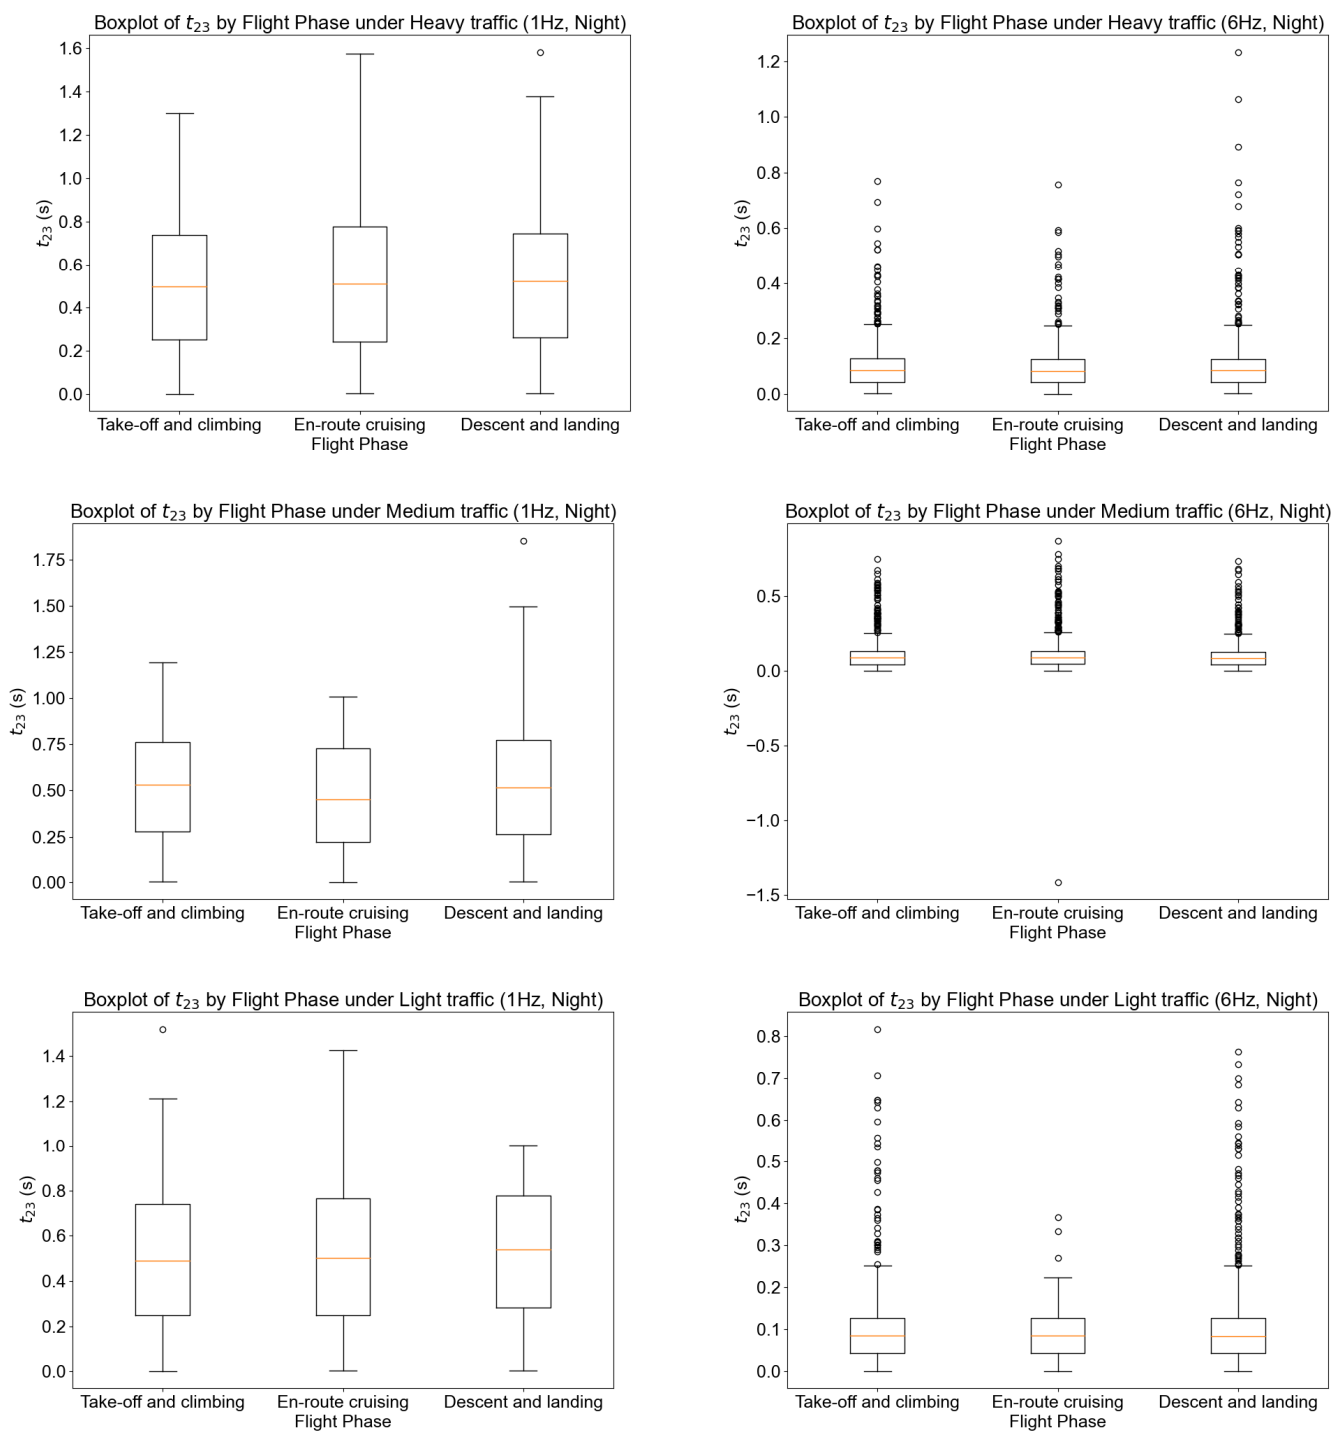 Boxplot of t₂₃ by Flight Phase under Heavy traffic (1Hz, Night)
1.6
1.4
1.2
1.0
0.8
0.6
0.4
0.2
0.0
t₂₃ (s)
Take-off and climbing En-route cruising Descent and landing
Flight Phase
Boxplot of t₂₃ by Flight Phase under Heavy traffic (6Hz, Night)
1.2
1.0
0.8
0.6
0.4
0.2
0.0
t₂₃ (s)
Take-off and climbing En-route cruising Descent and landing
Flight Phase
Boxplot of t₂₃ by Flight Phase under Medium traffic (1Hz, Night)
1.75
1.50
1.25
1.00
0.75
0.50
0.25
0.00
t₂₃ (s)
Take-off and climbing En-route cruising Descent and landing
Flight Phase
Boxplot of t₂₃ by Flight Phase under Medium traffic (6Hz, Night)
0.5
0.0
−0.5
−1.0
−1.5
t₂₃ (s)
Take-off and climbing En-route cruising Descent and landing
Flight Phase
Boxplot of t₂₃ by Flight Phase under Light traffic (1Hz, Night)
1.4
1.2
1.0
0.8
0.6
0.4
0.2
0.0
t₂₃ (s)
Take-off and climbing En-route cruising Descent and landing
Flight Phase
Boxplot of t₂₃ by Flight Phase under Light traffic (6Hz, Night)
0.8
0.7
0.6
0.5
0.4
0.3
0.2
0.1
0.0
t₂₃ (s)
Take-off and climbing En-route cruising Descent and landing
Flight Phase